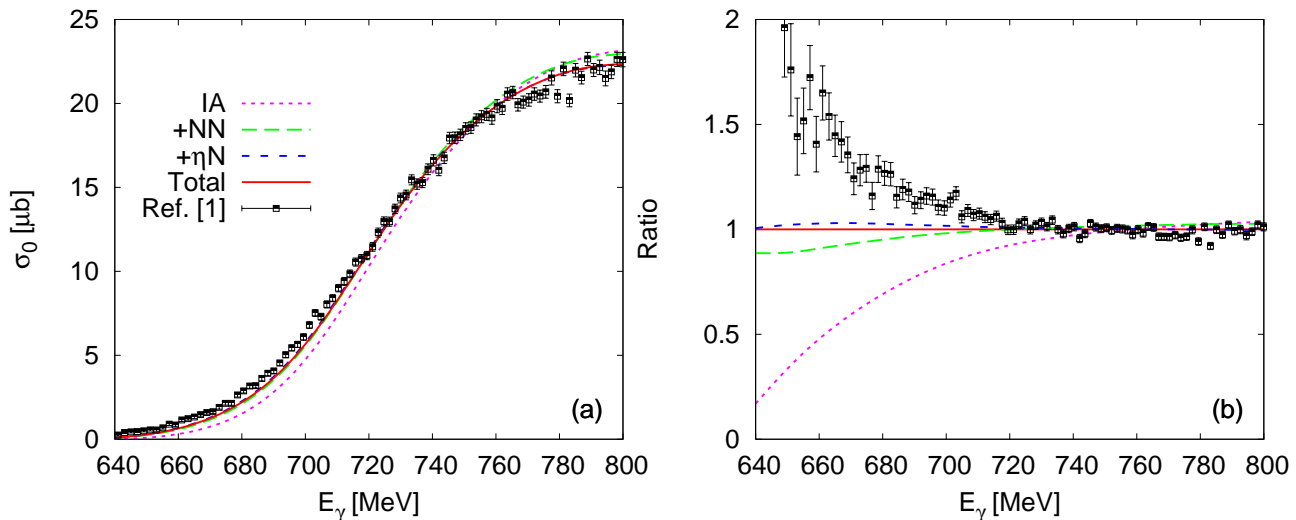 25
20
15
10
5
0
σ0 [μb]
IA
+NN
+ηN
Total
Ref. [1]
(a)
640 660 680 700 720 740 760 780 800
Eγ [MeV]
2
1.5
1
0.5
0
Ratio
(b)
640 660 680 700 720 740 760 780 800
Eγ [MeV]